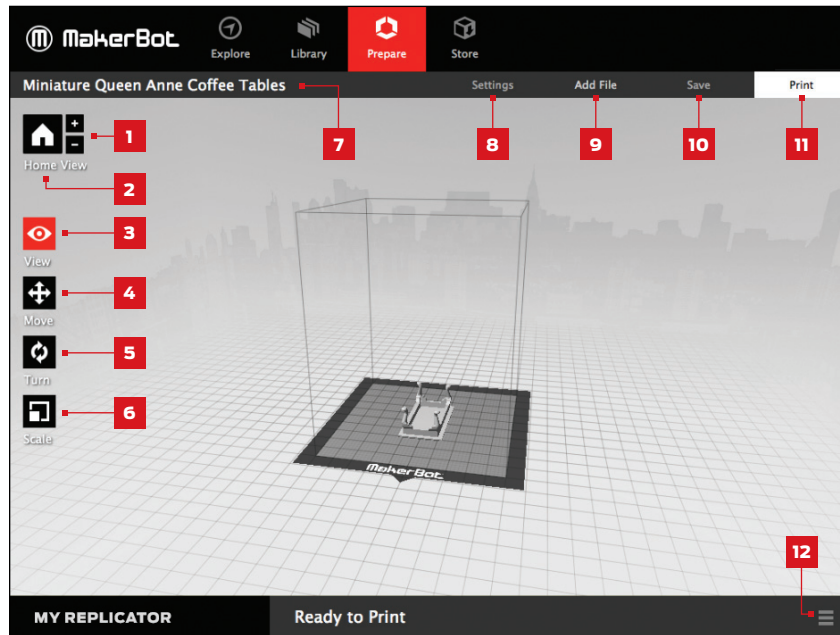 MakerBot
Explore
Library
Prepare
Store
Miniature Queen Anne Coffee Tables
Settings
Add File
Save
Print
+
1
-
7
8
9
10
11
Home View
2
3
View
4
Move
5
Turn
6
Scale
MakerBot
12
MY REPLICATOR
Ready to Print